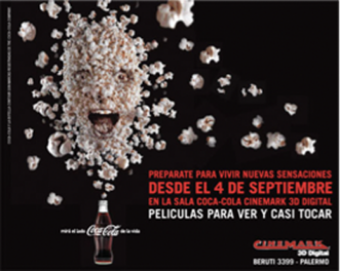 PREPARATE PARA VIVIR NUEVAS SENSACIONES
DESDE EL 4 DE SEPTIEMBRE
EN LA SALA COCA-COLA CINEMARK 3D DIGITAL
PELICULAS PARA VER Y CASI TOCAR
mirá el lado Coca-Cola de la vida
CINEMARK
3D Digital
BERUTI 3399 - PALERMO